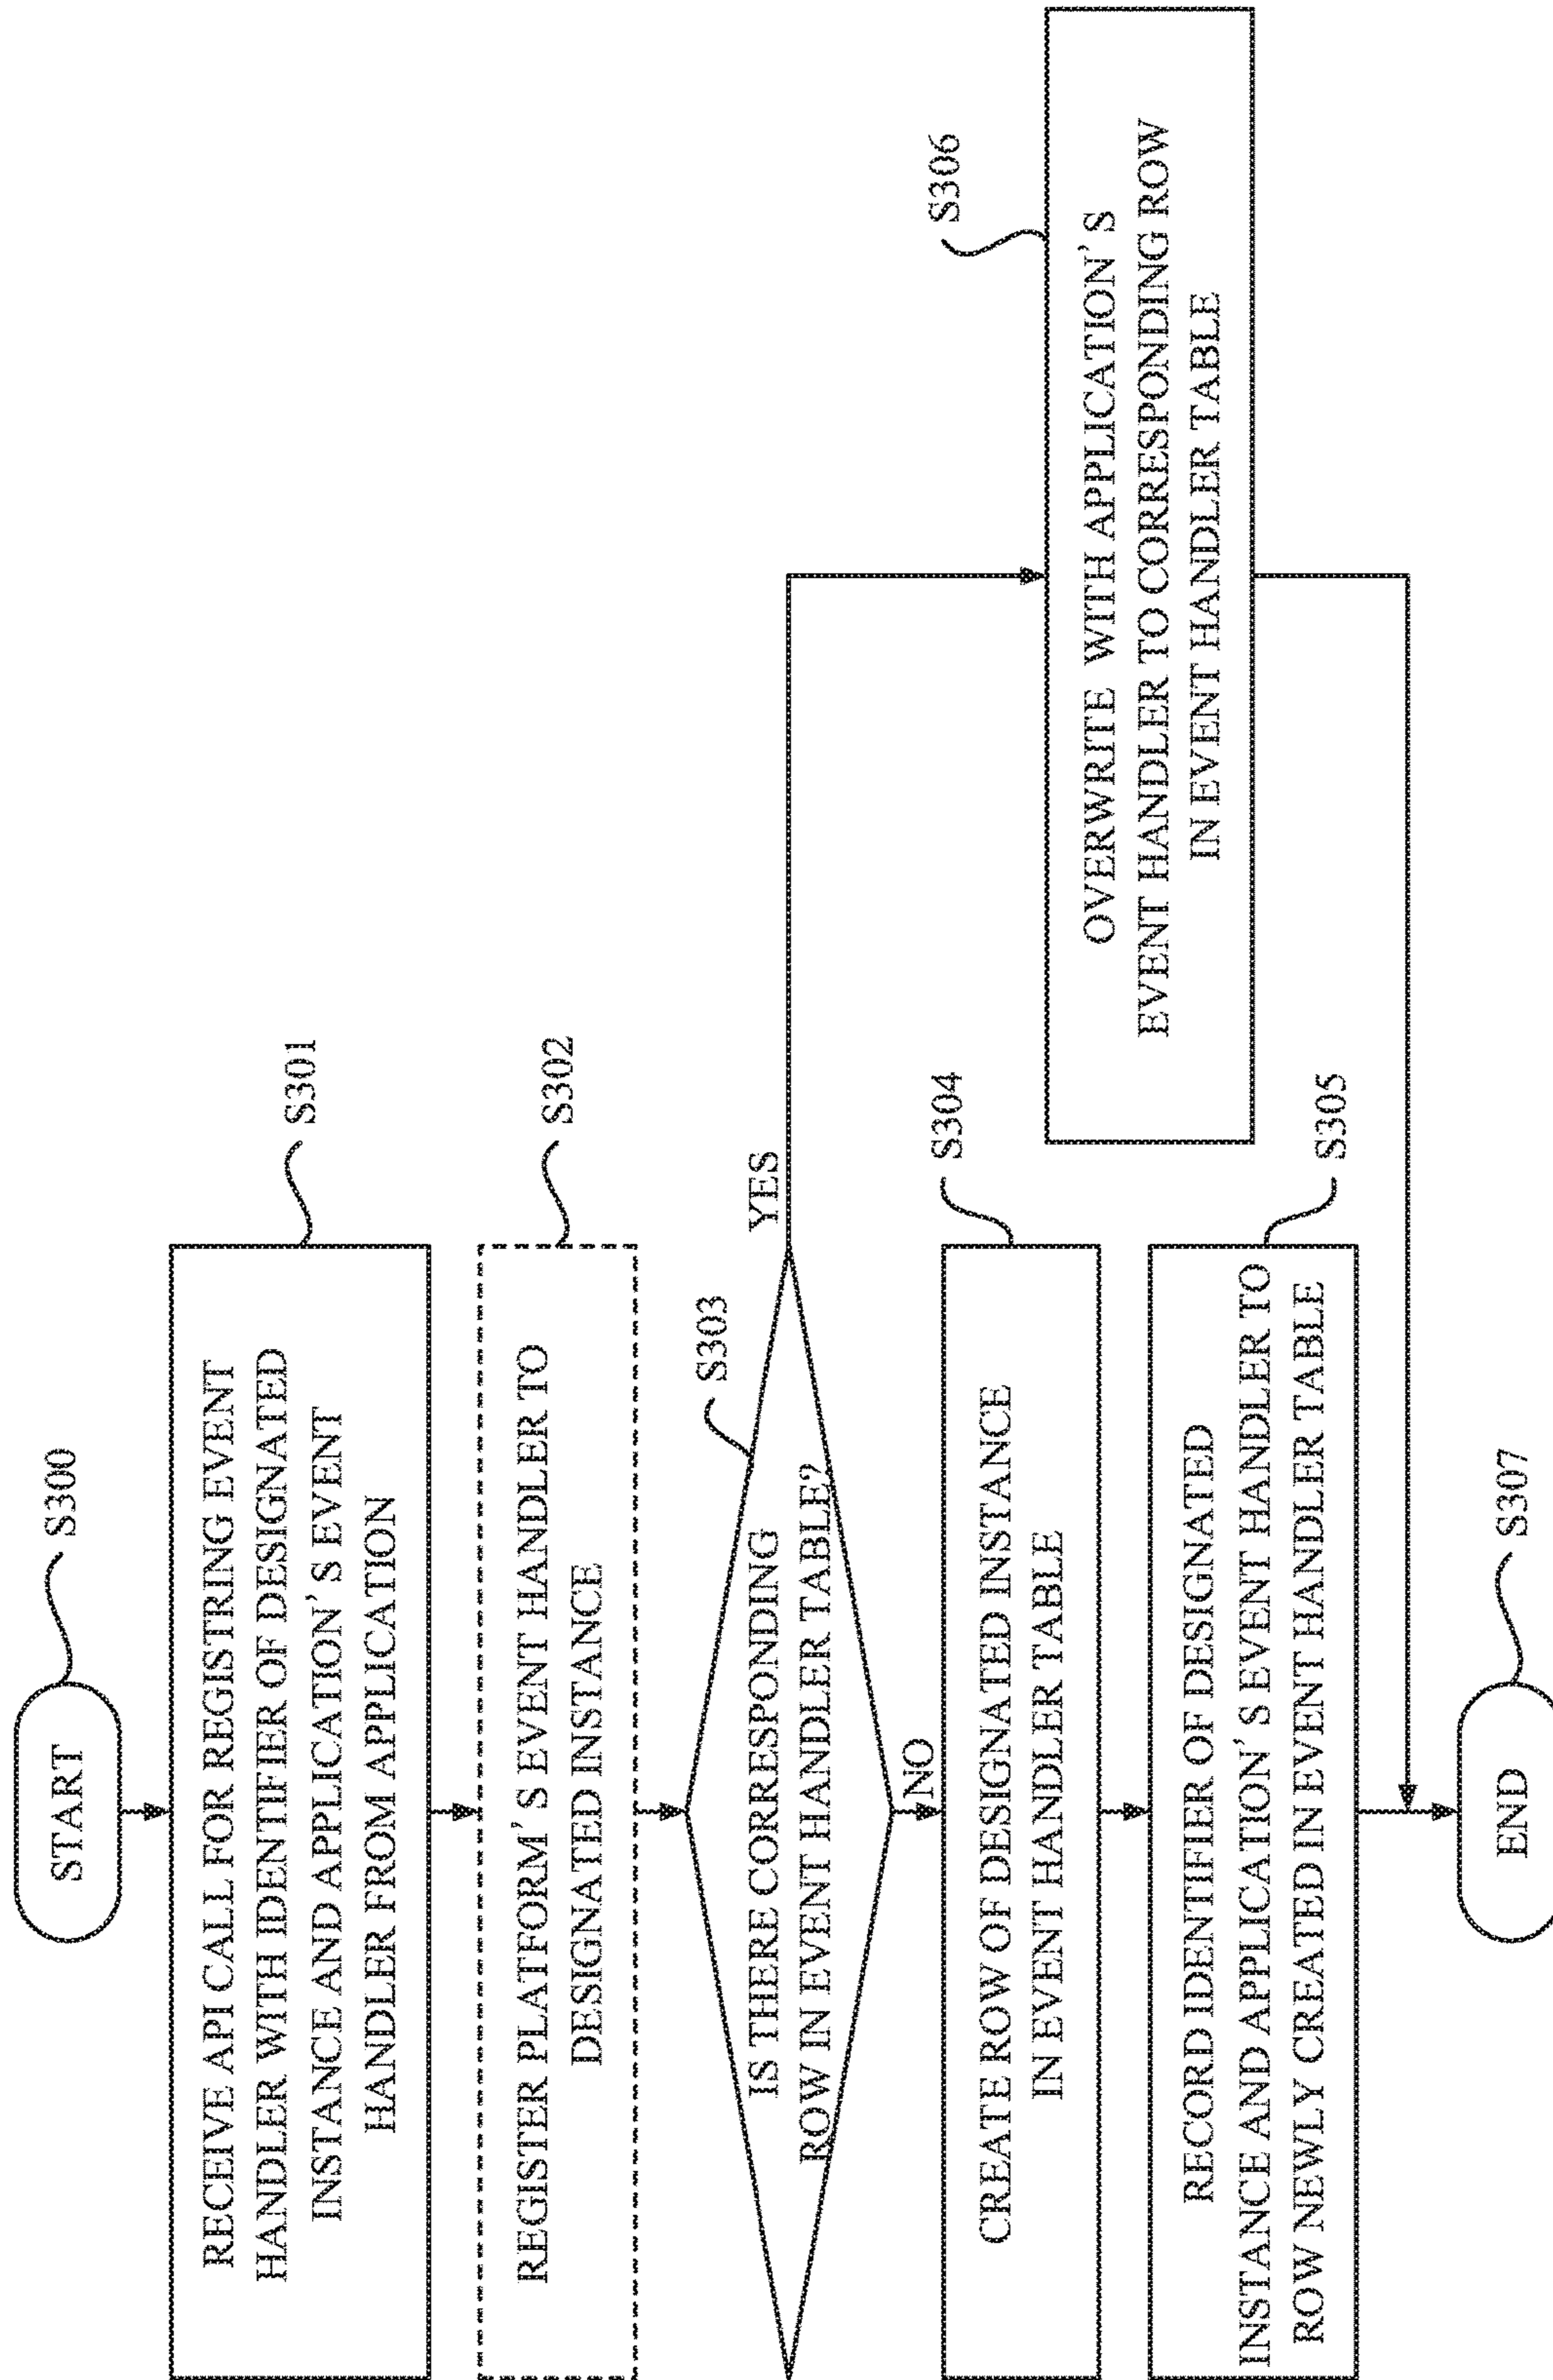 START
S300
RECEIVE API CALL FOR REGISTRING EVENT
HANDLER WITH IDENTIFIER OF DESIGNATED
INSTANCE AND APPLICATION'S EVENT
HANDLER FROM APPLICATION
S301
REGISTER PLATFORM'S EVENT HANDLER TO
DESIGNATED INSTANCE
S302
IS THERE CORRESPONDING
ROW IN EVENT HANDLER TABLE?
S303
YES
NO
CREATE ROW OF DESIGNATED INSTANCE
IN EVENT HANDLER TABLE
S304
RECORD IDENTIFIER OF DESIGNATED
INSTANCE AND APPLICATION'S EVENT HANDLER TO
ROW NEWLY CREATED IN EVENT HANDLER TABLE
S305
OVERWRITE WITH APPLICATION'S
EVENT HANDLER TO CORRESPONDING ROW
IN EVENT HANDLER TABLE
S306
END
S307